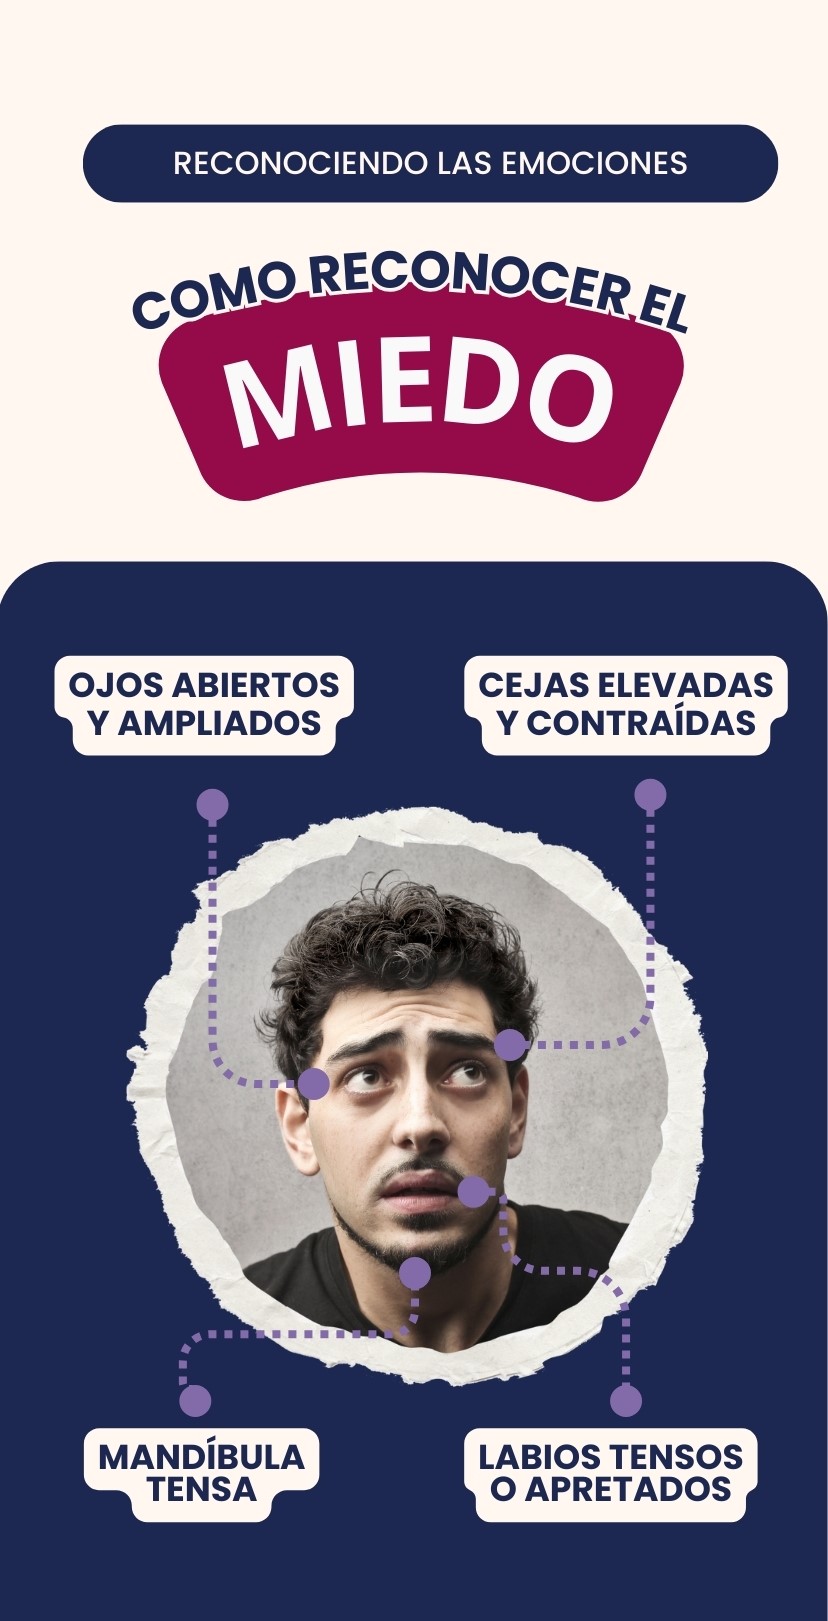 RECONOCIENDO LAS EMOCIONES
COMO RECONOCER EL
MIEDO
OJOS ABIERTOS
Y AMPLIADOS
CEJAS ELEVADAS
Y CONTRAÍDAS
MANDÍBULA
TENSA
LABIOS TENSOS
O APRETADOS